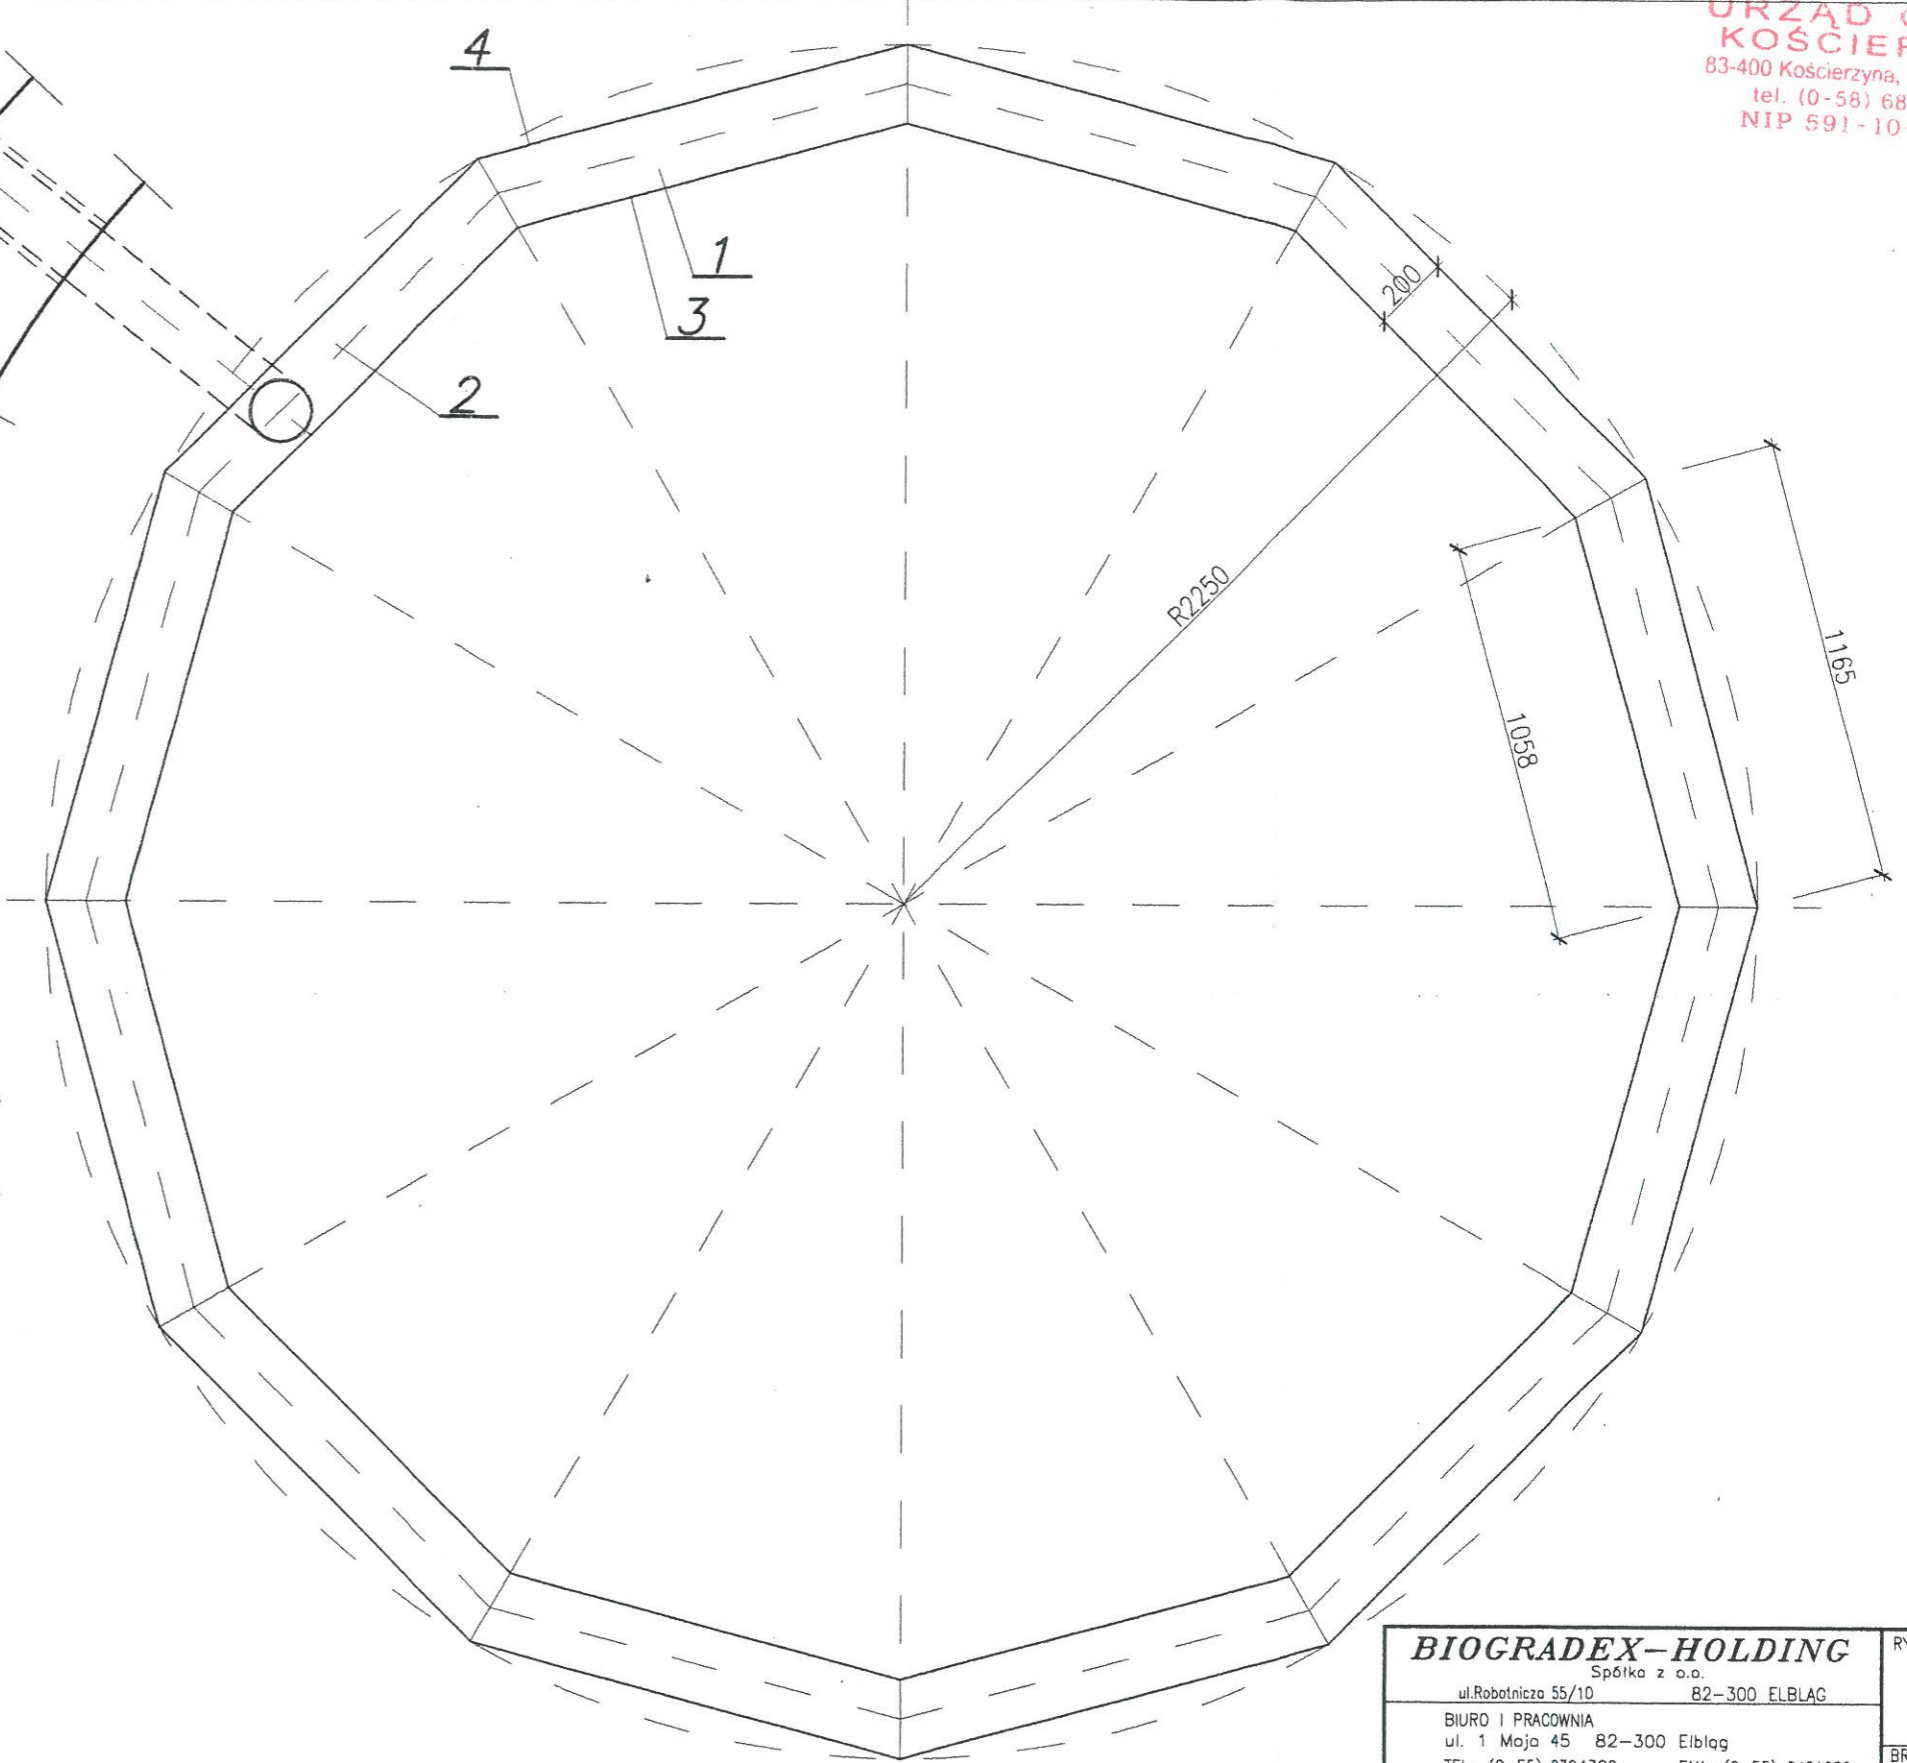 URZĄD
KOŚCIER
83-400 Kościerzyna,
tel. (0-58) 68
NIP 591-10
4
1
3
2
200
R2250
1165
1058
BIOGRADEX-HOLDING
Spółka z o.o.
ul.Robotnicza 55/10 82-300 ELBLĄG
BIURO I PRACOWNIA
ul. 1 Maja 45 82-300 Elbląg